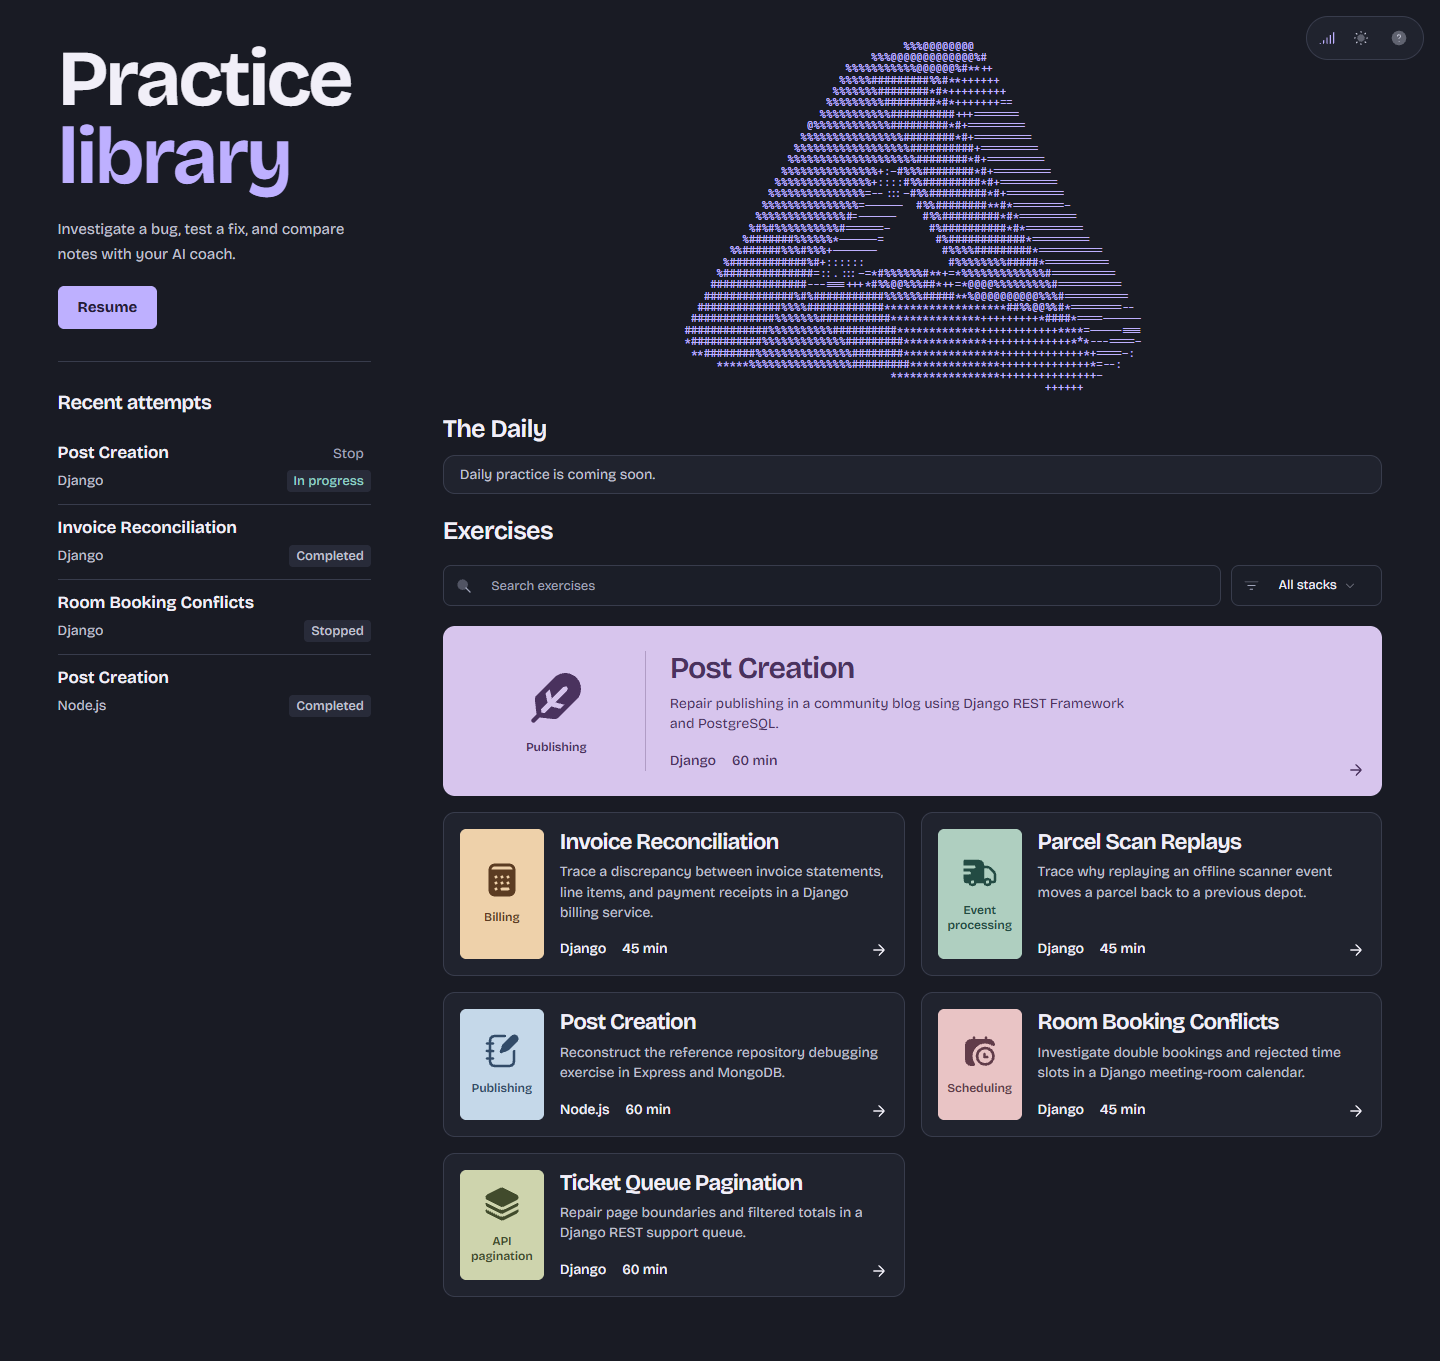 Practice
library
Investigate a bug, test a fix, and compare
notes with your AI coach.
Resume
Recent attempts
Post Creation
Stop
Django
In progress
Invoice Reconciliation
Django
Completed
Room Booking Conflicts
Django
Stopped
Post Creation
Node.js
Completed
The Daily
Daily practice is coming soon.
Exercises
Search exercises
All stacks
Publishing
Post Creation
Repair publishing in a community blog using Django REST Framework
and PostgreSQL.
Django 60 min
Billing
Invoice Reconciliation
Trace a discrepancy between invoice statements,
line items, and payment receipts in a Django
billing service.
Django 45 min
Event
processing
Parcel Scan Replays
Trace why replaying an offline scanner event
moves a parcel back to a previous depot.
Django 45 min
Publishing
Post Creation
Reconstruct the reference repository debugging
exercise in Express and MongoDB.
Node.js 60 min
Scheduling
Room Booking Conflicts
Investigate double bookings and rejected time
slots in a Django meeting-room calendar.
Django 45 min
API
pagination
Ticket Queue Pagination
Repair page boundaries and filtered totals in a
Django REST support queue.
Django 60 min